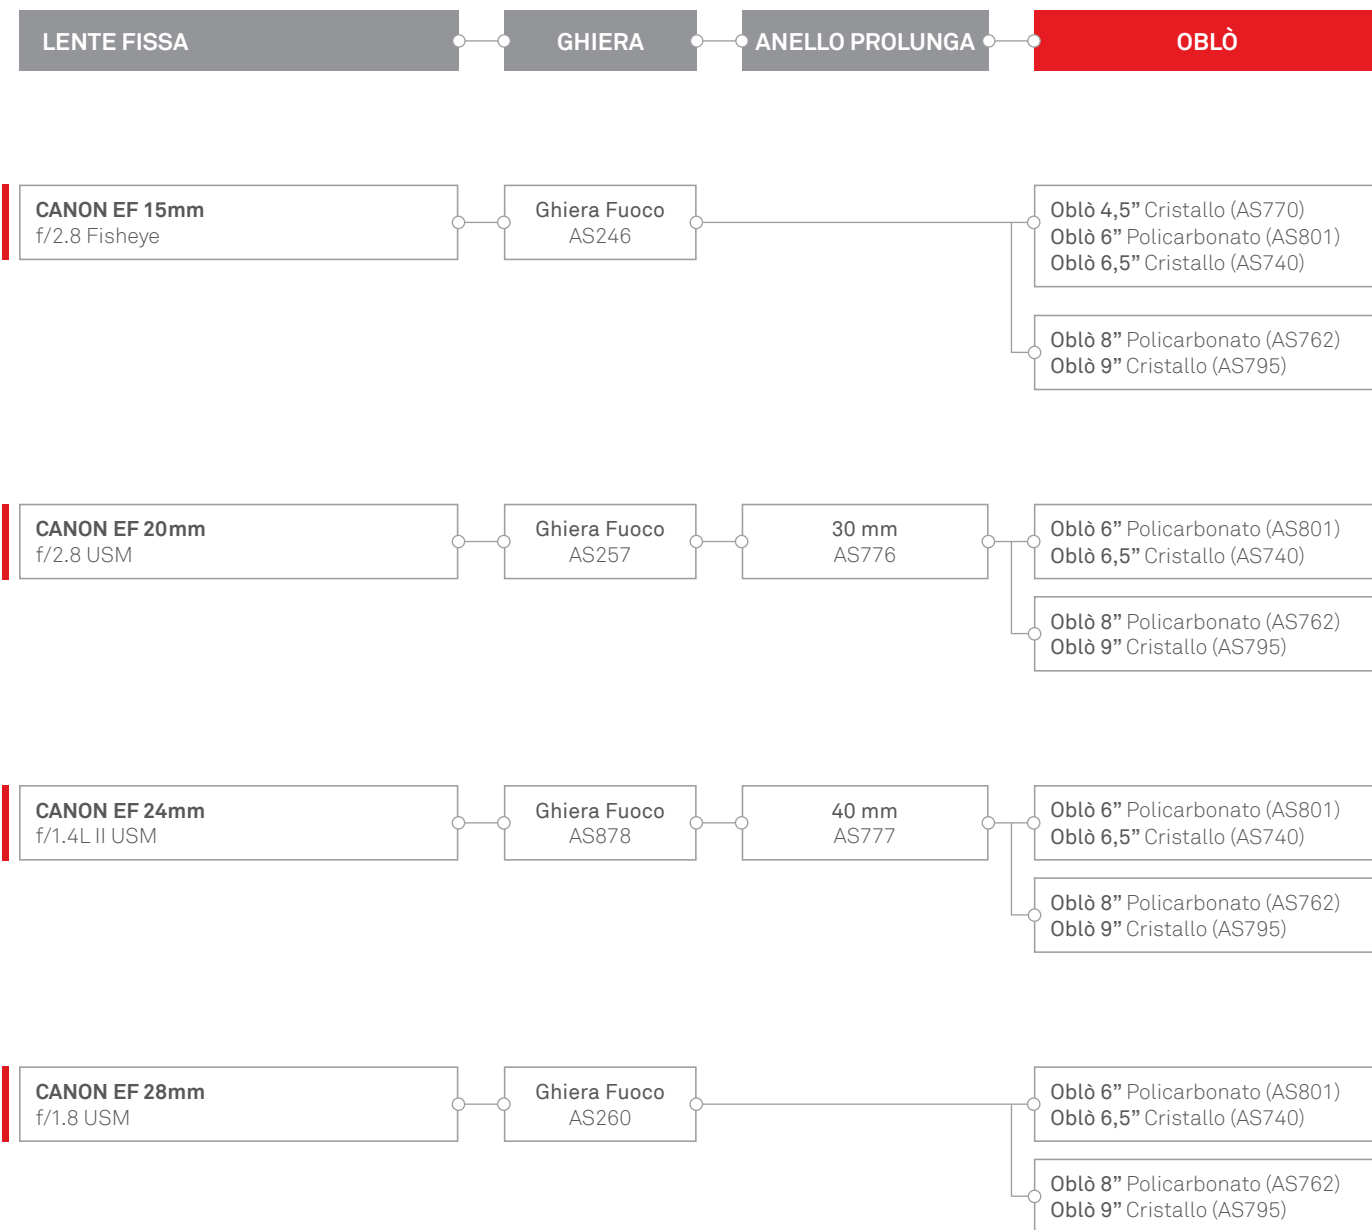 LENTE FISSA
GHIERA
ANELLO PROLUNGA
OBLÒ
CANON EF 15mm
f/2.8 Fisheye
Ghiera Fuoco
AS246
Oblò 4,5” Cristallo (AS770)
Oblò 6” Policarbonato (AS801)
Oblò 6,5” Cristallo (AS740)
Oblò 8” Policarbonato (AS762)
Oblò 9” Cristallo (AS795)
CANON EF 20mm
f/2.8 USM
Ghiera Fuoco
AS257
30 mm
AS776
Oblò 6” Policarbonato (AS801)
Oblò 6,5” Cristallo (AS740)
Oblò 8” Policarbonato (AS762)
Oblò 9” Cristallo (AS795)
CANON EF 24mm
f/1.4L II USM
Ghiera Fuoco
AS878
40 mm
AS777
Oblò 6” Policarbonato (AS801)
Oblò 6,5” Cristallo (AS740)
Oblò 8” Policarbonato (AS762)
Oblò 9” Cristallo (AS795)
CANON EF 28mm
f/1.8 USM
Ghiera Fuoco
AS260
Oblò 6” Policarbonato (AS801)
Oblò 6,5” Cristallo (AS740)
Oblò 8” Policarbonato (AS762)
Oblò 9” Cristallo (AS795)